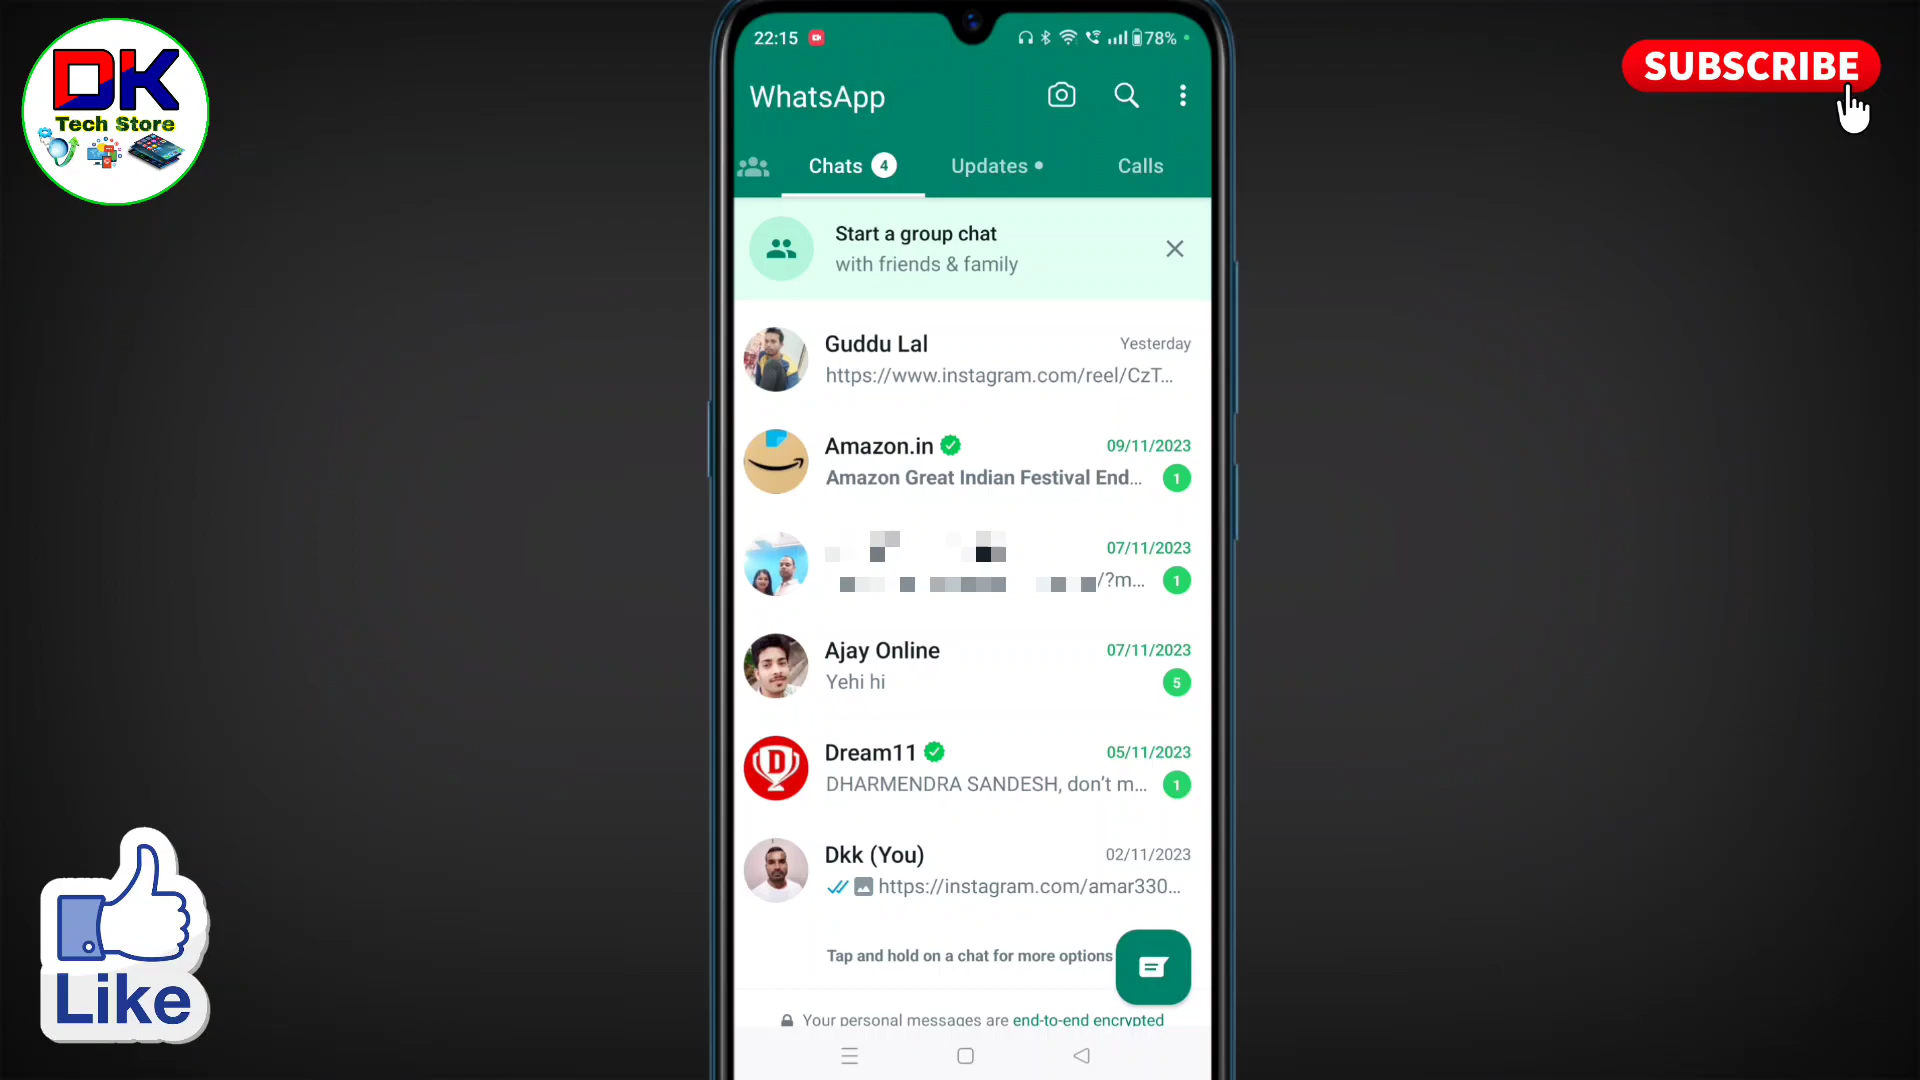 DK
Tech Store
SUBSCRIBE
22:15
78%
WhatsApp
Chats 4 Updates Calls
Start a group chat
with friends & family
Guddu Lal Yesterday
https://www.instagram.com/reel/CzT...
Amazon.in 09/11/2023
Amazon Great Indian Festival End... 1
07/11/2023
/?m... 1
Ajay Online 07/11/2023
Yehi hi 5
Dream11 05/11/2023
DHARMENDRA SANDESH, don't m... 1
Dkk (You) 02/11/2023
https://instagram.com/amar330...
Tap and hold on a chat for more options
Your personal messages are end-to-end encrypted
Like